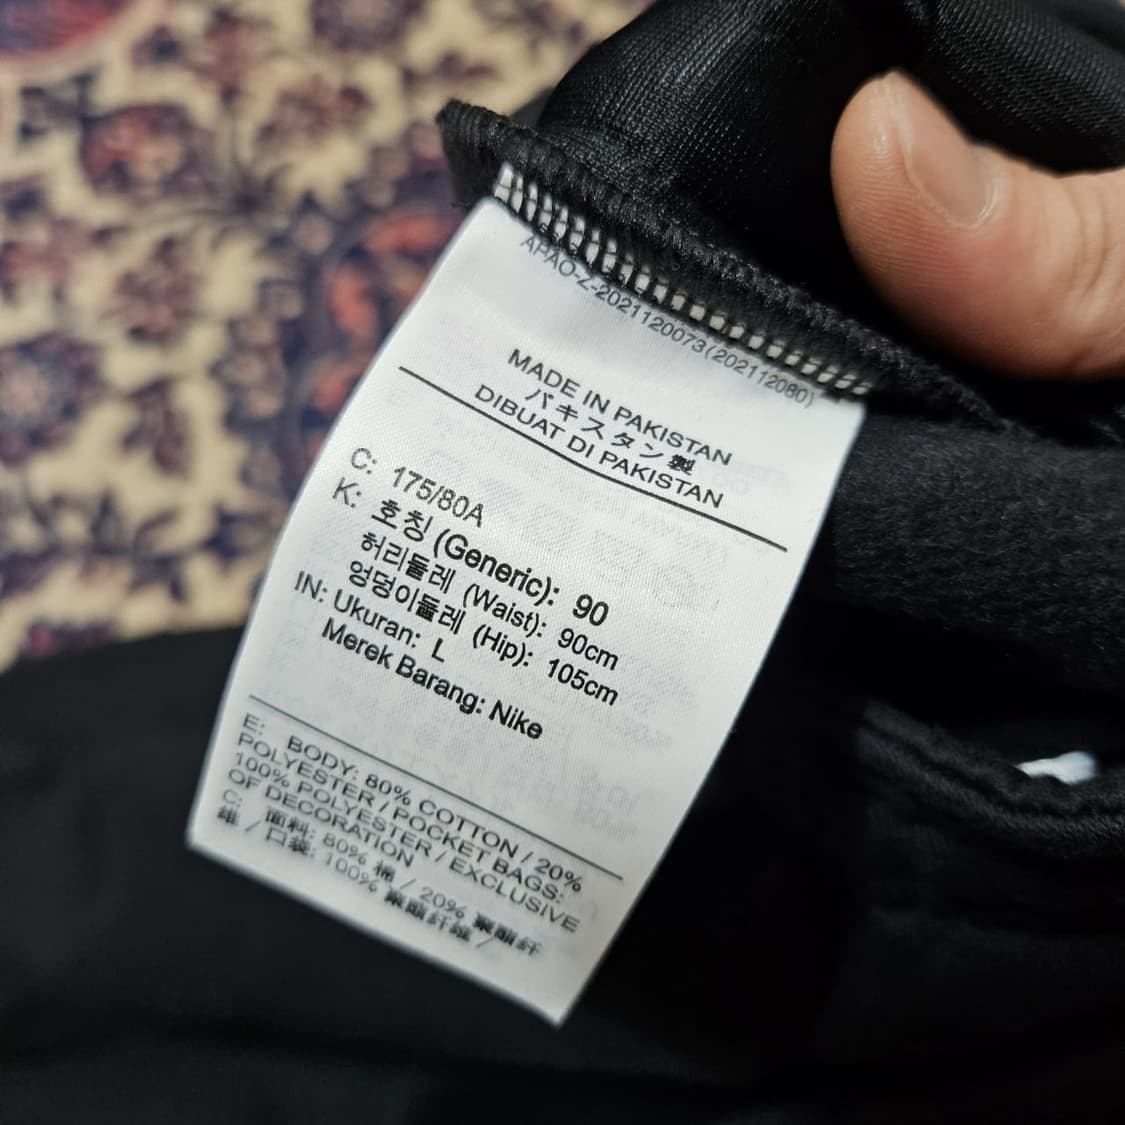 APAO-Z-2021120073(202112080)
MADE IN PAKISTAN
パキスタン製
DIBUAT DI PAKISTAN
C: 175/80A
K: 호칭 (Generic): 90
허리둘레 (Waist): 90cm
엉덩이둘레 (Hip): 105cm
IN: Ukuran: L
Merek Barang: Nike
E: BODY: 80% COTTON / 20%
POLYESTER / POCKET BAGS:
100% POLYESTER / EXCLUSIVE
OF DECORATION
C: 面料: 80% 棉 / 20% 聚酯纤
维 / 口袋: 100% 聚酯纤维 /